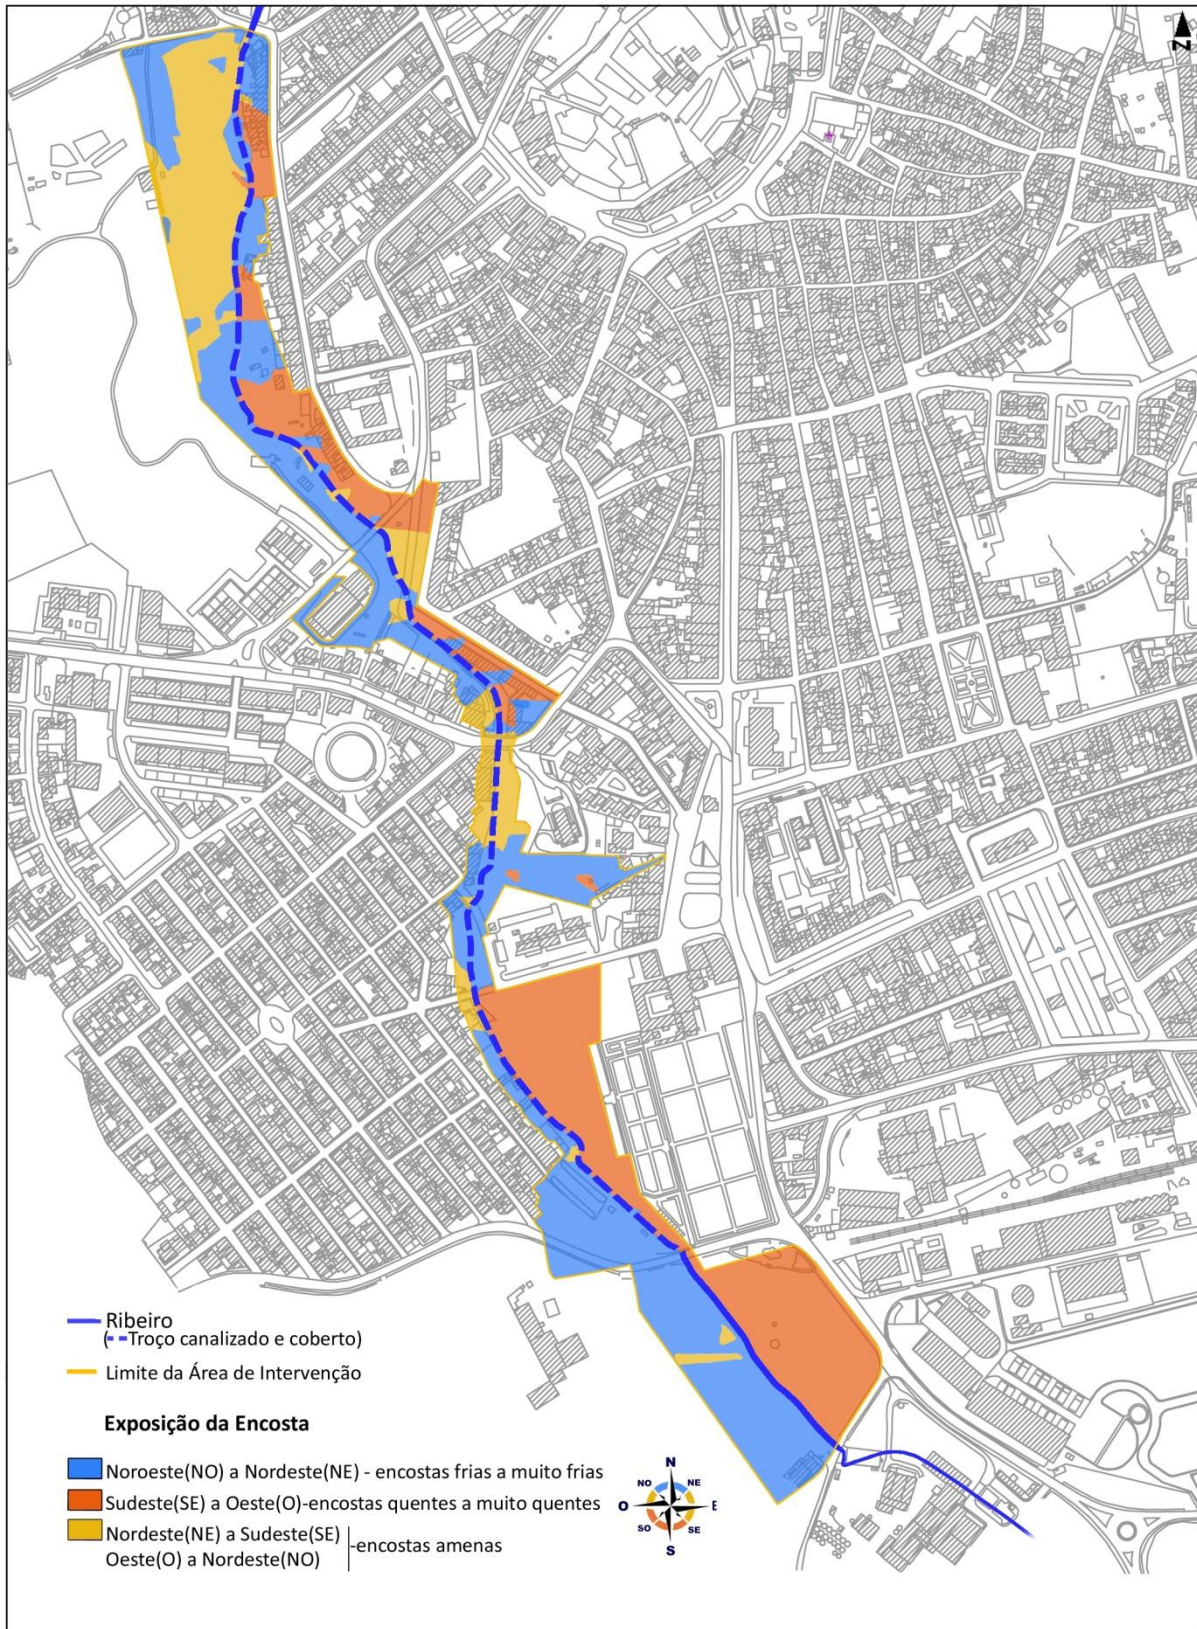 N
Ribeiro
(--Troço canalizado e coberto)
Limite da Área de Intervenção
Exposição da Encosta
Noroeste(NO) a Nordeste(NE) - encostas frias a muito frias
Sudeste(SE) a Oeste(O)-encostas quentes a muito quentes
Nordeste(NE) a Sudeste(SE)
Oeste(O) a Nordeste(NO)
-encostas amenas
N
NO NE
O E
SO SE
S